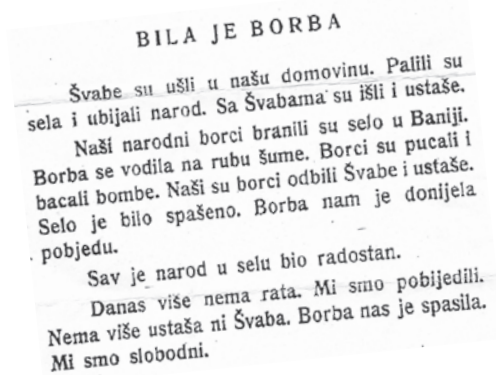 BILA JE BORBA
Švabe su ušli u našu domovinu. Palili su
sela i ubijali narod. Sa Švabama su išli i ustaše.
Naši narodni borci branili su selo u Baniji.
Borba se vodila na rubu šume. Borci su pucali i
bacali bombe. Naši su borci odbili Švabe i ustaše.
Selo je bilo spašeno. Borba nam je donijela
pobjedu.
Sav je narod u selu bio radostan.
Danas više nema rata. Mi smo pobijedili.
Nema više ustaša ni Švaba. Borba nas je spasila.
Mi smo slobodni.